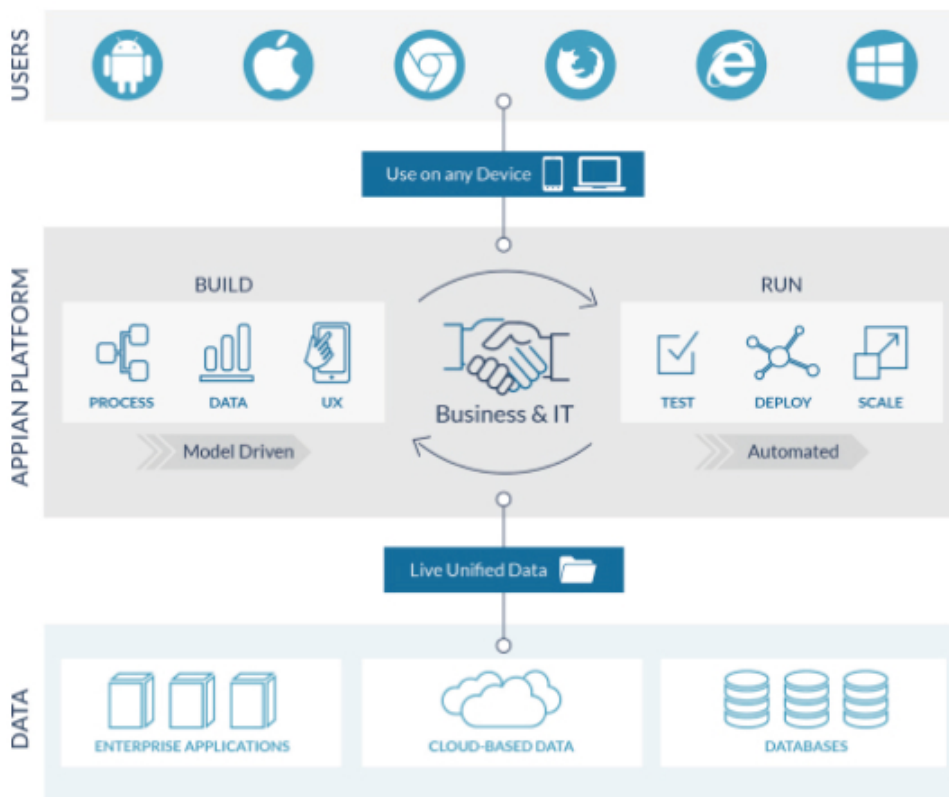 USERS
Use on any Device
APPIAN PLATFORM
BUILD
PROCESS
DATA
UX
Model Driven
Business & IT
RUN
TEST
DEPLOY
SCALE
Automated
Live Unified Data
DATA
ENTERPRISE APPLICATIONS
CLOUD-BASED DATA
DATABASES